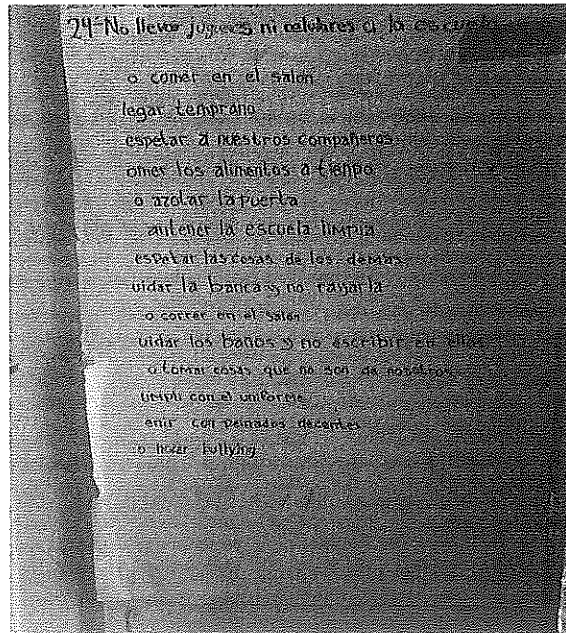 24-No llevar juguetes ni celulares a la escuela
o comer en el salon
legar temprano
espetar a nuestros compañeros
omer los alimentos a tiempo
o azotar la puerta
antener la escuela limpia
espetar las cosas de los demas
uidar la banca y no rayarla
o correr en el salon
uidar los baños y no escribir en ellos
o tomar cosas que no son de nosotros
umplir con el uniforme
enir con peinados decentes
o hacer bullying